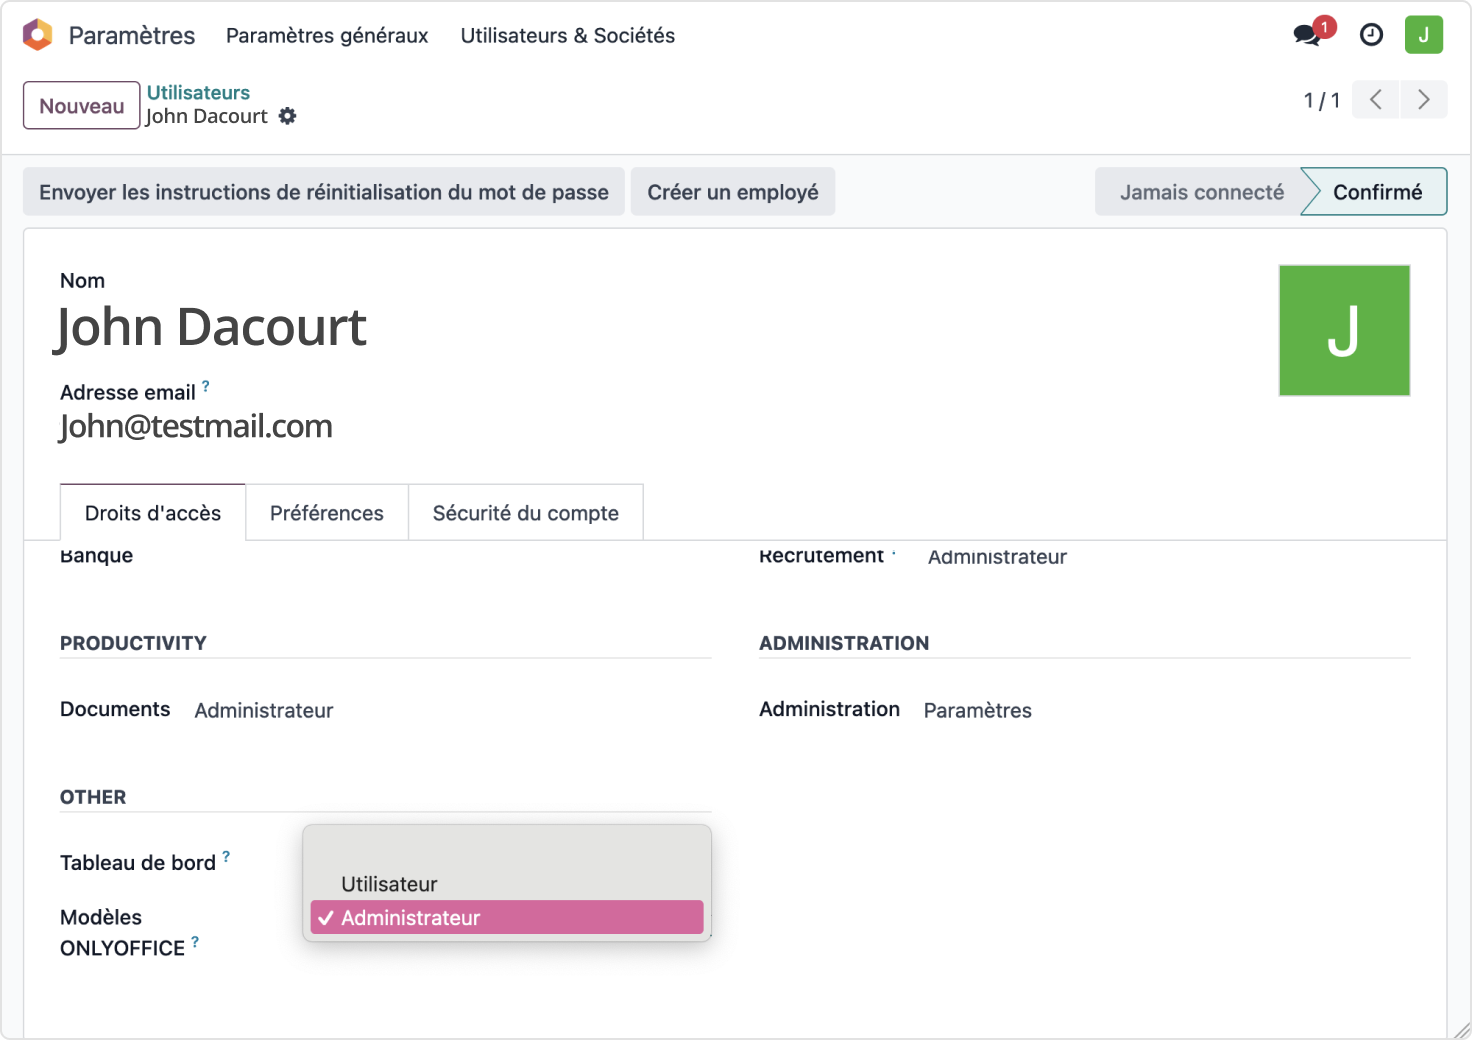 Paramètres Paramètres généraux Utilisateurs & Sociétés 1 J
Nouveau Utilisateurs
John Dacourt
1 / 1
Envoyer les instructions de réinitialisation du mot de passe Créer un employé Jamais connecté Confirmé
Nom
John Dacourt
J
Adresse email ?
John@testmail.com
Droits d'accès Préférences Sécurité du compte
Banque Recrutement Administrateur
PRODUCTIVITY ADMINISTRATION
Documents Administrateur Administration Paramètres
OTHER
Tableau de bord ?
Utilisateur
Modèles
ONLYOFFICE ?
Administrateur